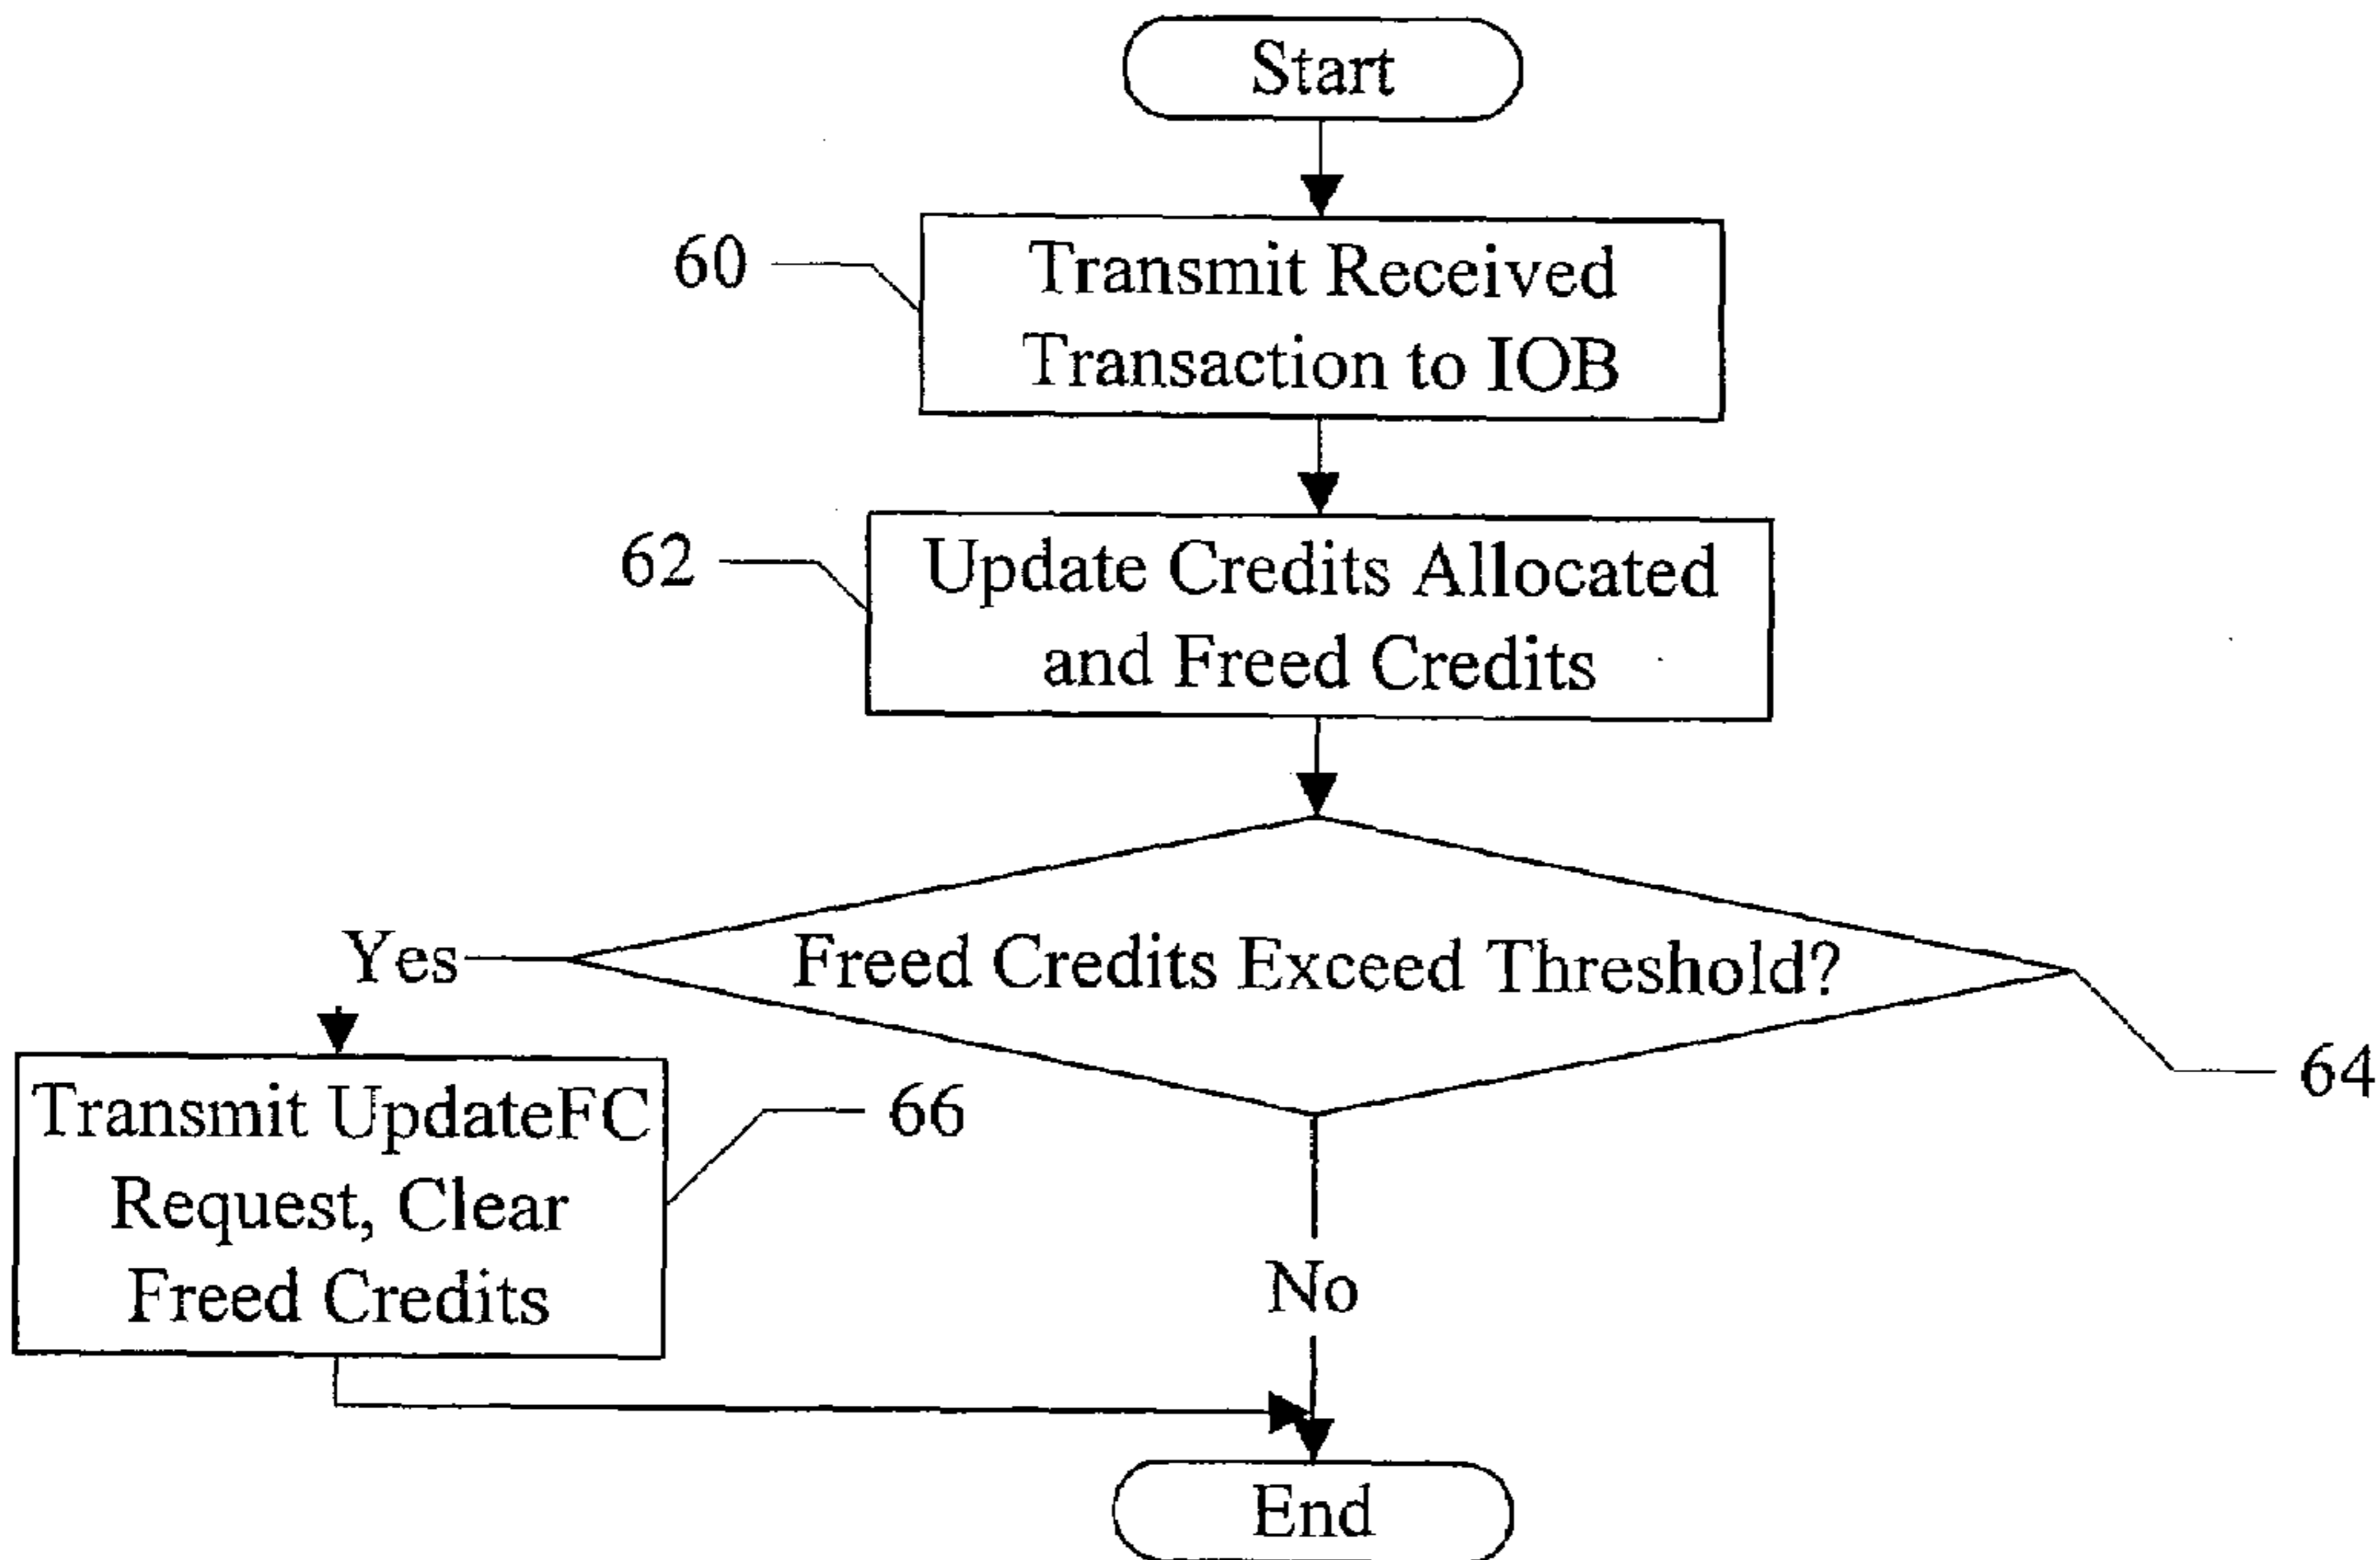 Start
60
Transmit Received
Transaction to IOB
62
Update Credits Allocated
and Freed Credits
Yes
Freed Credits Exceed Threshold?
64
Transmit UpdateFC
Request, Clear
Freed Credits
66
No
End